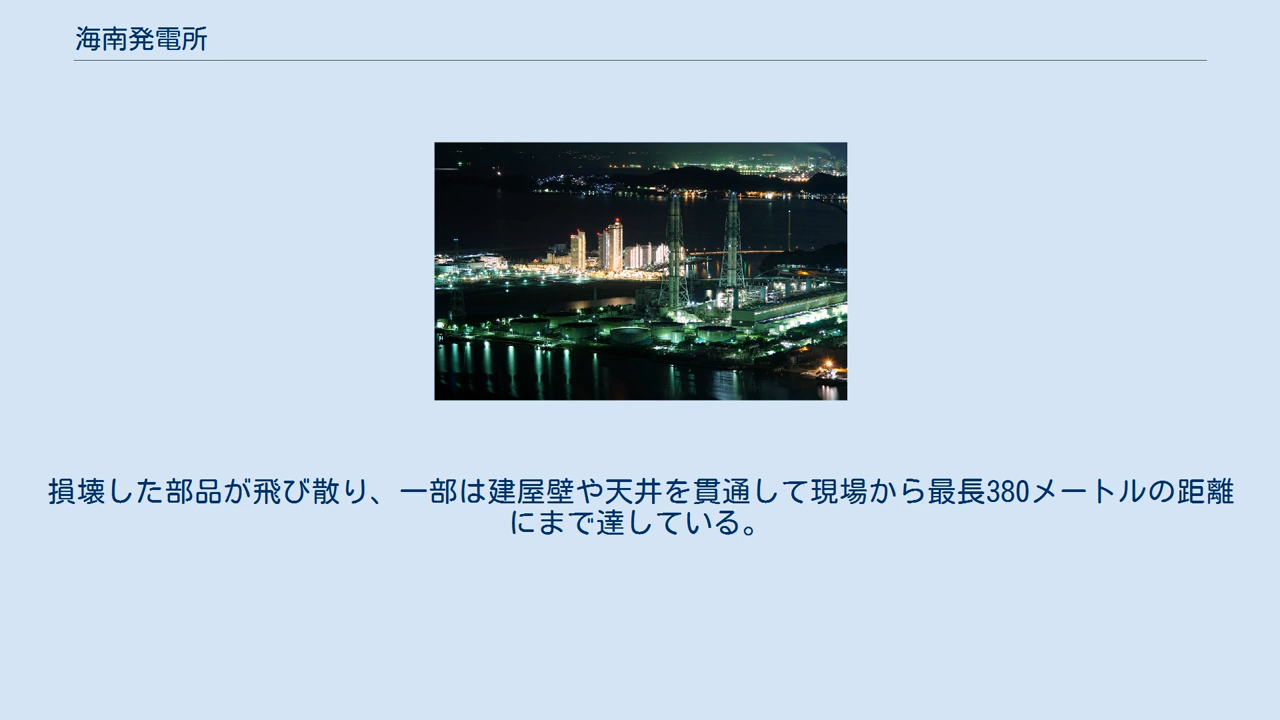 海南発電所
損壊した部品が飛び散り、一部は建屋壁や天井を貫通して現場から最長380メートルの距離
にまで達している。